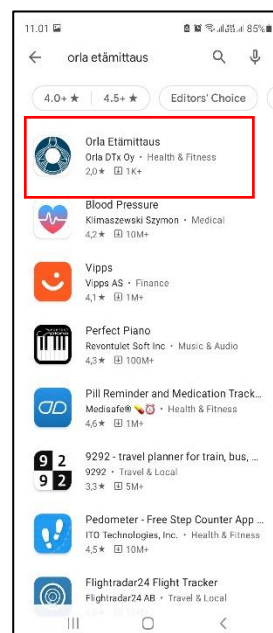 11.01 85%
orla etämittaus
4.0+ ★ 4.5+ ★ Editors' Choice
Orla Etämittaus
Orla DTx Oy • Health & Fitness
2,0★ 1K+
Blood Pressure
Klimaszewski Szymon • Medical
4,2★ 10M+
Vipps
Vipps AS • Finance
4,1★ 1M+
Perfect Piano
Revontulet Soft Inc • Music & Audio
4,3★ 100M+
Pill Reminder and Medication Track...
Medisafe® 💊⏰ • Health & Fitness
4,6★ 1M+
9 2
9 2
9292 - travel planner for train, bus, ...
9292 • Travel & Local
3,3★ 5M+
Pedometer - Free Step Counter App ...
ITO Technologies, Inc. • Health & Fitness
4,5★ 10M+
Flightradar24 Flight Tracker
Flightradar24 AB • Travel & Local